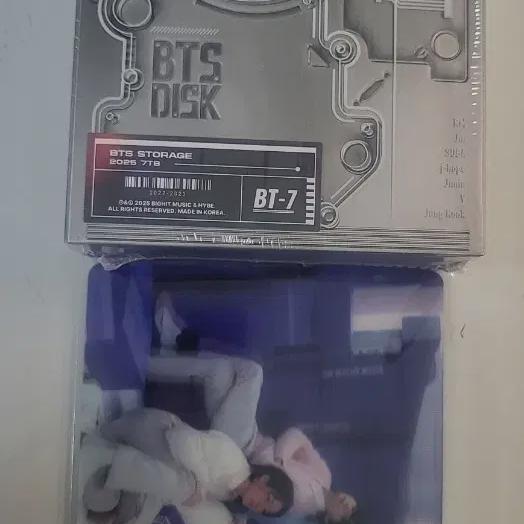 BTS
DISK
RM
Jin
SUGA
j-hope
Jimin
V
Jung Kook
BTS STORAGE
2025 7TB
2022-2025
℗&© 2025 BIGHIT MUSIC & HYBE.
ALL RIGHTS RESERVED. MADE IN KOREA.
BT-7